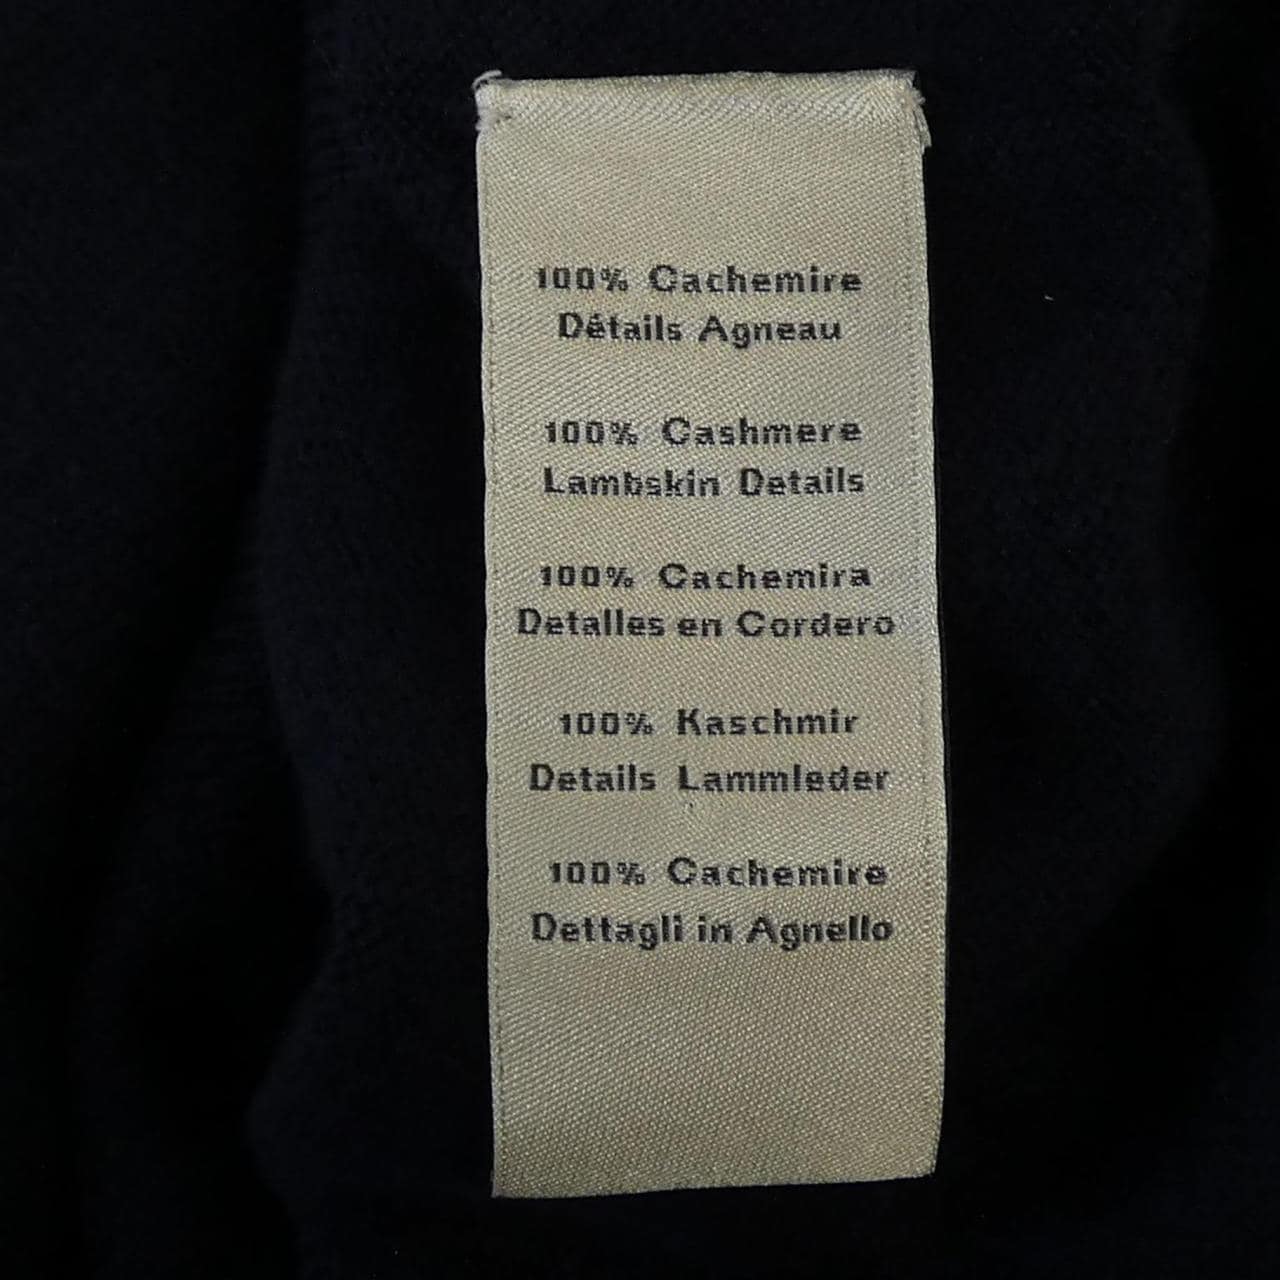 100% Cachemire
Détails Agneau
100% Cashmere
Lambskin Details
100% Cachemira
Detalles en Cordero
100% Kaschmir
Details Lammleder
100% Cachemire
Dettagli in Agnello